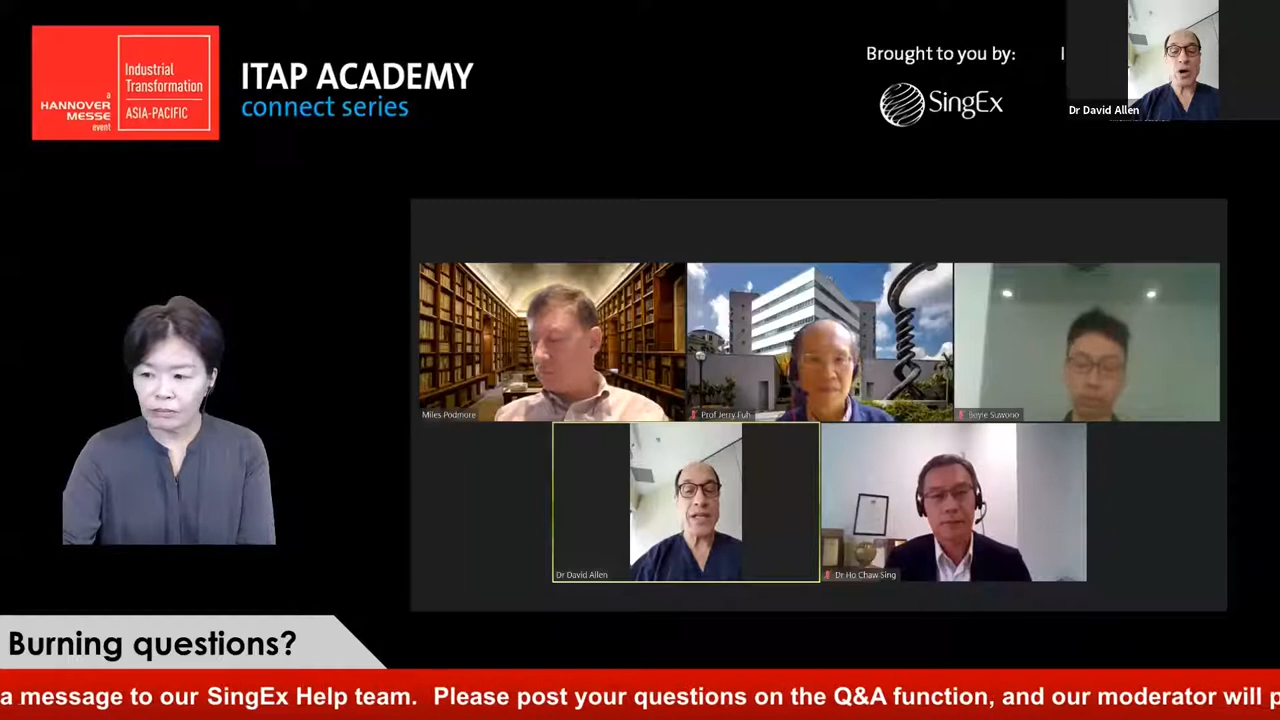 a
HANNOVER
MESSE
event
Industrial
Transformation
ASIA-PACIFIC
ITAP ACADEMY
connect series
Brought to you by:
SingEx
Dr David Allen
Miles Podmore
Prof Jerry Fuh
Beyie Suwono
Dr David Allen
Dr Ho Chaw Sing
Burning questions?
a message to our SingEx Help team. Please post your questions on the Q&A function, and our moderator will p